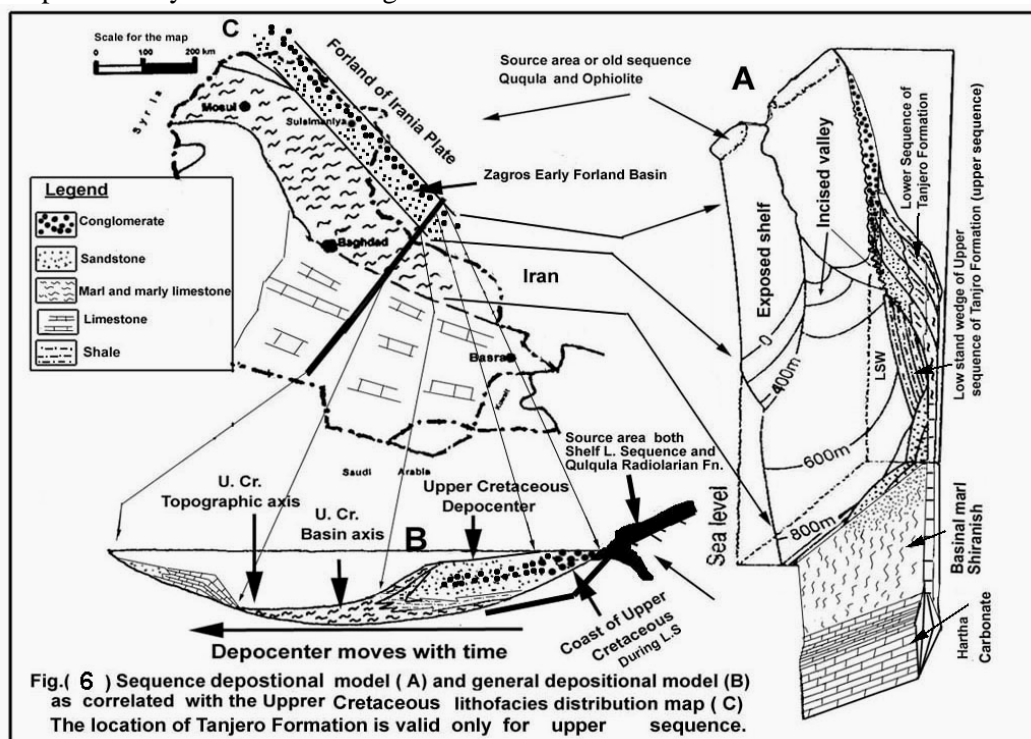 C
Scale for the map
0 100 200 km
Forland of Irania Plate
Syria
Mosul
Sulaimaniya
Zagros Early Forland Basin
Baghdad
Iran
Basra
Kuwait
Saudi Arabia
Legend
Conglomerate
Sandstone
Marl and marly limestone
Limestone
Shale
Source area or old sequence
Ququla and Ophiolite
A
Exposed shelf
Incised valley
Lower Sequence of
Tanjero Formation
Low stand wedge of Upper
sequence of Tanjro Formation (upper sequence)
LSW
0
400m
600m
800m
Sea level
Basinal marl
Shiranish
Hartha
Carbonate
U. Cr.
Topographic axis
U. Cr.
Basin axis
B
Upper Cretaceous
Depocenter
Source area both
Shelf L. Sequence and
Qulqula Radiolarian Fn.
Coast of Upper
Cretaceous
During L.S
Depocenter moves with time
Fig.( 6 ) Sequence depostional model ( A) and general depositional model (B)
as correlated with the Upprer Cretaceous lithofacies distribution map ( C)
The location of Tanjero Formation is valid only for upper sequence.